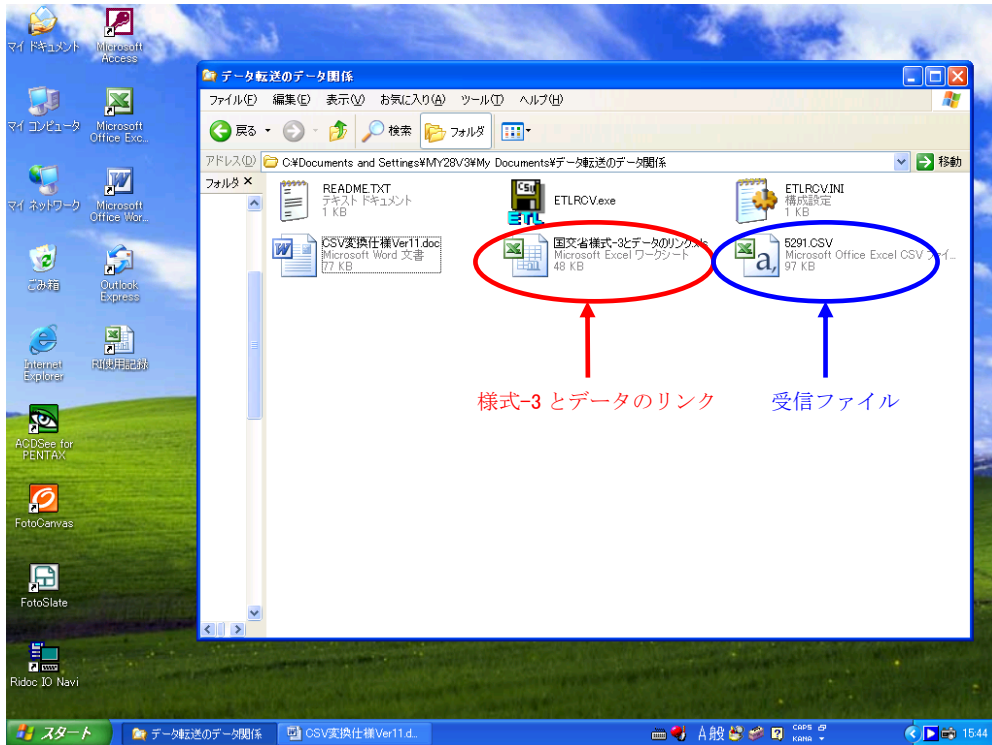 マイ ドキュメント
Microsoft Access
マイ コンピュータ
Microsoft Office Exc...
マイ ネットワーク
Microsoft Office Wor...
ごみ箱
Outlook Express
Internet Explorer
RI使用記録
ACDSee for PENTAX
FotoCanvas
FotoSlate
Ridoc IO Navi
データ転送のデータ関係
ファイル(F) 編集(E) 表示(V) お気に入り(A) ツール(T) ヘルプ(H)
戻る 検索 フォルダ
アドレス(D) C:¥Documents and Settings¥MY28V3¥My Documents¥データ転送のデータ関係 移動
フォルダ ×
README.TXT
テキスト ドキュメント
1 KB
CSV
ETL
ETLRCV.exe
ETLRCV.INI
構成設定
1 KB
CSV変換仕様Ver11.doc
Microsoft Word 文書
77 KB
国交省様式-3とデータのリンク.xls
Microsoft Excel ワークシート
48 KB
5291.CSV
Microsoft Office Excel CSV ファイ...
97 KB
様式-3 とデータのリンク
受信ファイル
スタート
データ転送のデータ関係
CSV変換仕様Ver11.d...
A 般
CAPS
KANA
15:44